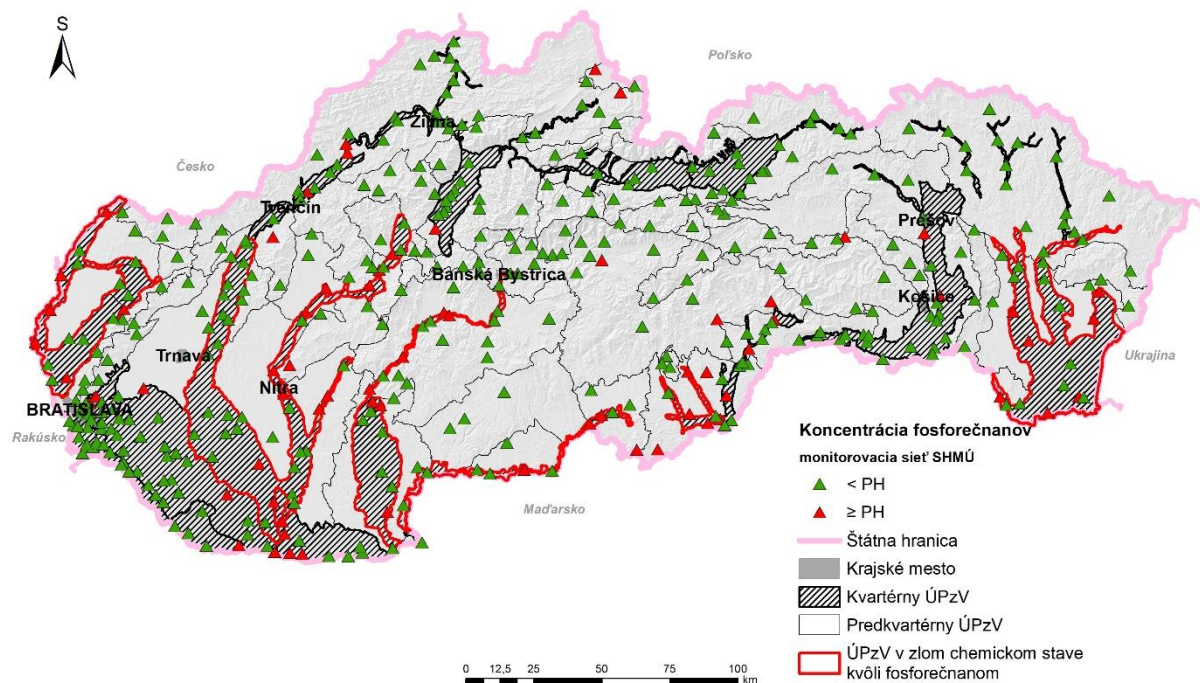 S
Poľsko
Žilina
Česko
Trenčín
Prešov
Banská Bystrica
Košice
Trnava
Ukrajina
Nitra
BRATISLAVA
Rakúsko
Maďarsko
Koncentrácia fosforečnanov
monitorovacia sieť SHMÚ
< PH
≥ PH
Štátna hranica
Krajské mesto
Kvartérny ÚPzV
Predkvartérny ÚPzV
ÚPzV v zlom chemickom stave
kvôli fosforečnanom
0 12,5 25 50 75 100
km